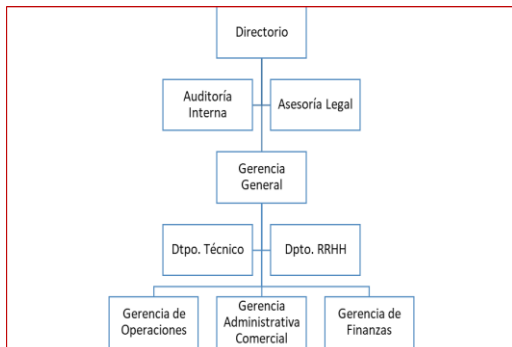 Directorio
Auditoría
Interna
Asesoría Legal
Gerencia
General
Dtpo. Técnico
Dpto. RRHH
Gerencia de
Operaciones
Gerencia
Administrativa
Comercial
Gerencia de
Finanzas